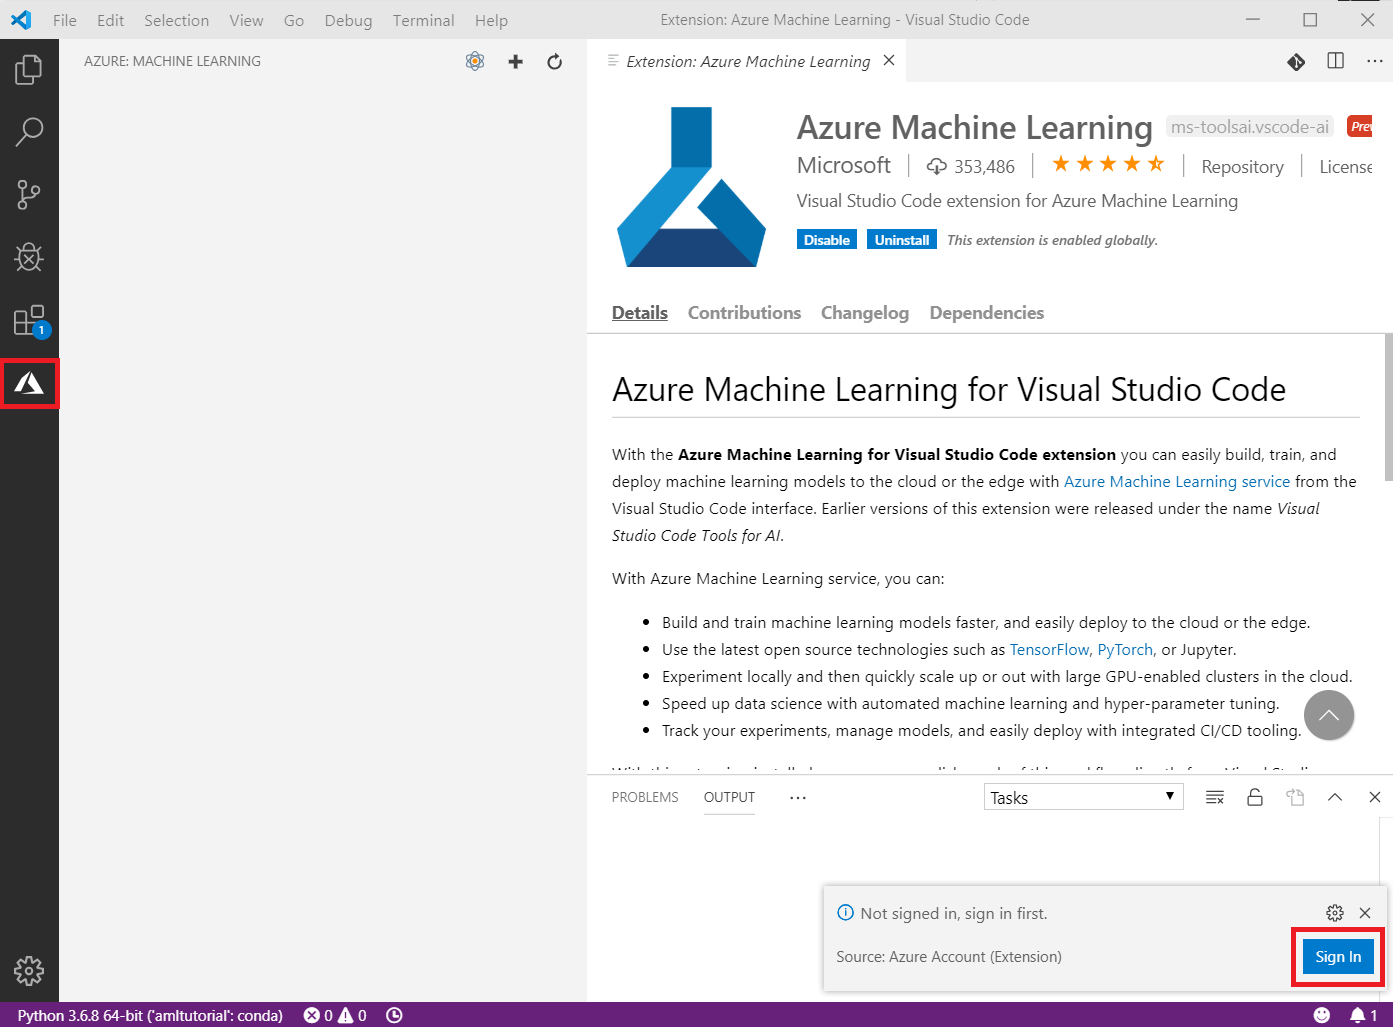 File Edit Selection View Go Debug Terminal Help Extension: Azure Machine Learning - Visual Studio Code
AZURE: MACHINE LEARNING
Extension: Azure Machine Learning
Azure Machine Learning ms-toolsai.vscode-ai Prev
Microsoft 353,486 Repository License
Visual Studio Code extension for Azure Machine Learning
Disable Uninstall This extension is enabled globally.
1
Details Contributions Changelog Dependencies
Azure Machine Learning for Visual Studio Code
With the Azure Machine Learning for Visual Studio Code extension you can easily build, train, and
deploy machine learning models to the cloud or the edge with Azure Machine Learning service from the
Visual Studio Code interface. Earlier versions of this extension were released under the name Visual
Studio Code Tools for AI.
With Azure Machine Learning service, you can:
Build and train machine learning models faster, and easily deploy to the cloud or the edge.
Use the latest open source technologies such as TensorFlow, PyTorch, or Jupyter.
Experiment locally and then quickly scale up or out with large GPU-enabled clusters in the cloud.
Speed up data science with automated machine learning and hyper-parameter tuning.
Track your experiments, manage models, and easily deploy with integrated CI/CD tooling.
PROBLEMS OUTPUT ... Tasks
Not signed in, sign in first.
Source: Azure Account (Extension) Sign In
Python 3.6.8 64-bit ('amltutorial': conda) 0 0 1